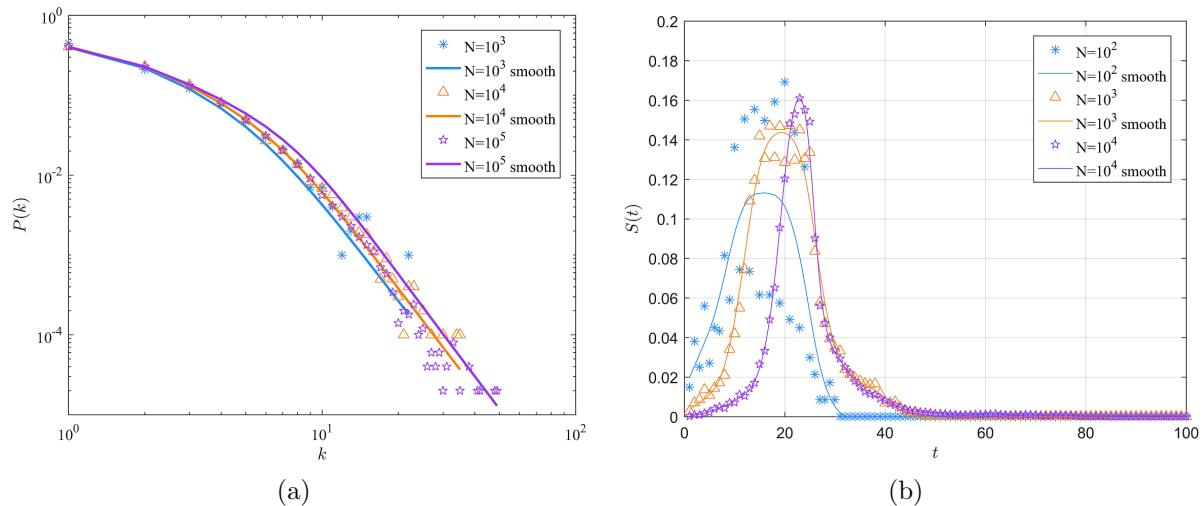 10^0
10^-2
10^-4
P(k)
10^0
10^1
10^2
k
N=10^3
N=10^3 smooth
N=10^4
N=10^4 smooth
N=10^5
N=10^5 smooth
(a)
0.2
0.18
0.16
0.14
0.12
0.1
0.08
0.06
0.04
0.02
0
S(t)
0 20 40 60 80 100
t
N=10^2
N=10^2 smooth
N=10^3
N=10^3 smooth
N=10^4
N=10^4 smooth
(b)